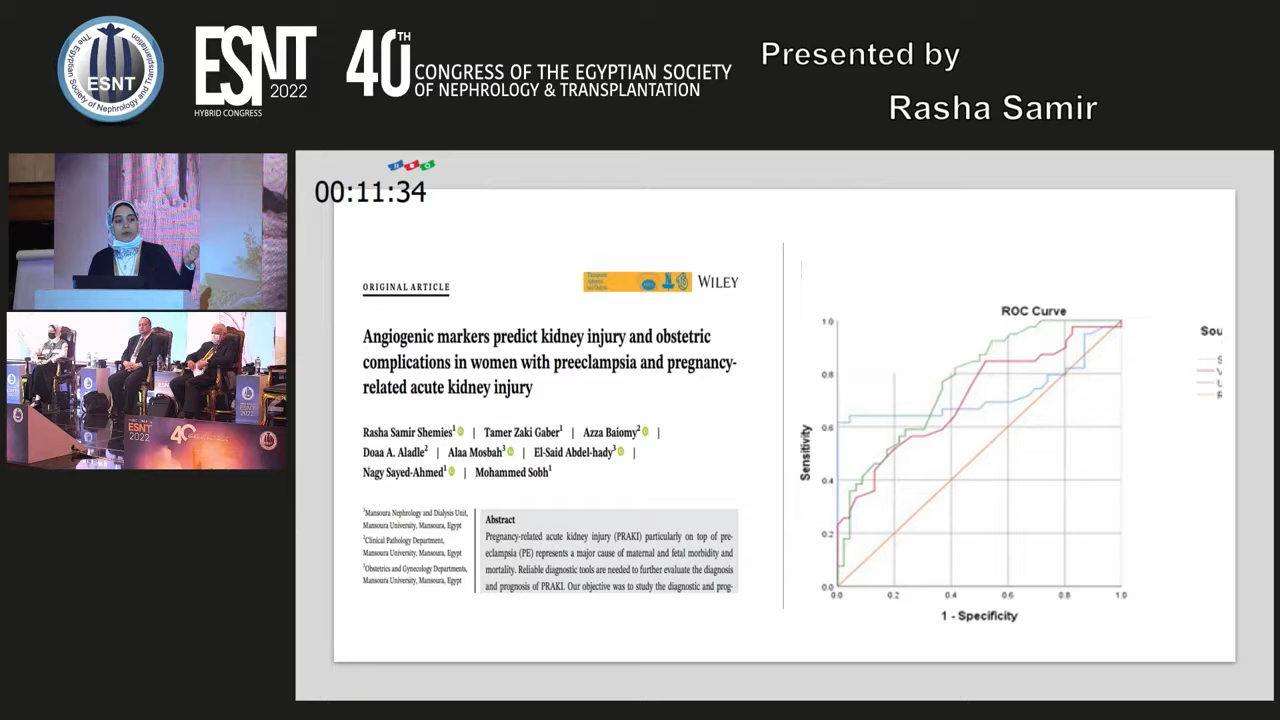 The Egyptian Society of Nephrology and Transplantation
ESNT
ESNT
2022
HYBRID CONGRESS
40TH CONGRESS OF THE EGYPTIAN SOCIETY
OF NEPHROLOGY & TRANSPLANTATION
Presented by
Rasha Samir
00:11:34
ORIGINAL ARTICLE
WILEY
Angiogenic markers predict kidney injury and obstetric
complications in women with preeclampsia and pregnancy-
related acute kidney injury
Rasha Samir Shemies1 | Tamer Zaki Gaber1 | Azza Baiomy2 |
Doaa A. Aladle2 | Alaa Mosbah3 | El-Said Abdel-hady3 |
Nagy Sayed-Ahmed1 | Mohammed Sobh1
1Mansoura Nephrology and Dialysis Unit,
Mansoura University, Mansoura, Egypt
2Clinical Pathology Department,
Mansoura University, Mansoura, Egypt
3Obstetrics and Gynecology Departments,
Mansoura University, Mansoura, Egypt
Abstract
Pregnancy-related acute kidney injury (PRAKI) particularly on top of pre-
eclampsia (PE) represents a major cause of maternal and fetal morbidity and
mortality. Reliable diagnostic tools are needed to further evaluate the diagnosis
and prognosis of PRAKI. Our objective was to study the diagnostic and prog-
ROC Curve
Sou
Sensitivity
1.0
0.8
0.6
0.4
0.2
0.0
0.0 0.2 0.4 0.6 0.8 1.0
1 - Specificity
ESNT
2022
40